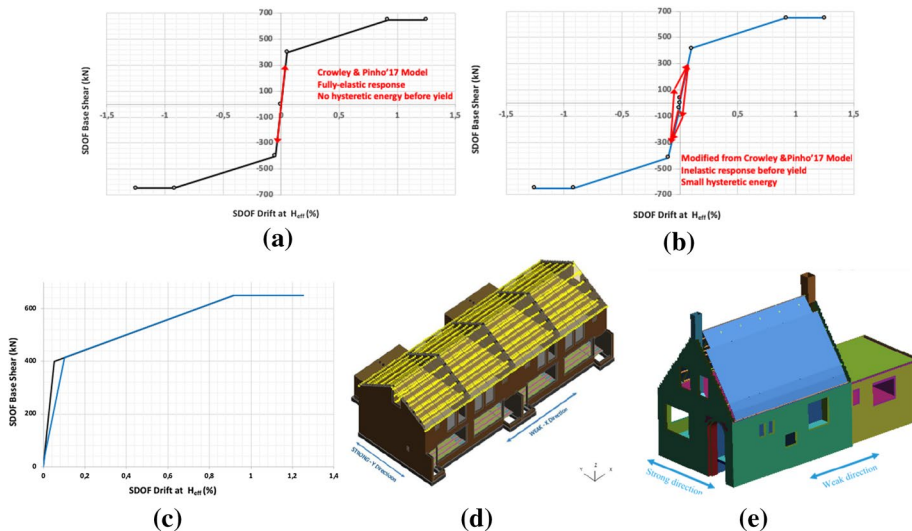 700
500
300
100
-1,5
-1
-0,5
0
0,5
1
1,5
-100
-300
-500
-700
SDOF Base Shear (kN)
Crowley & Pinho'17 Model
Fully-elastic response
No hysteretic energy before yield
SDOF Drift at Heff (%)
(a)
700
500
300
100
-1,5
-1
-0,5
0
0,5
1
1,5
-100
-300
-500
-700
SDOF Base Shear (kN)
Modified from Crowley &Pinho'17 Model
Inelastic response before yield
Small hysteretic energy
SDOF Drift at Heff (%)
(b)
600
400
200
0
0
0,2
0,4
0,6
0,8
1
1,2
1,4
SDOF Base Shear (kN)
SDOF Drift at Heff (%)
(c)
STRONG - Y Direction
WEAK - X Direction
Z
X
(d)
Strong direction
Weak direction
(e)